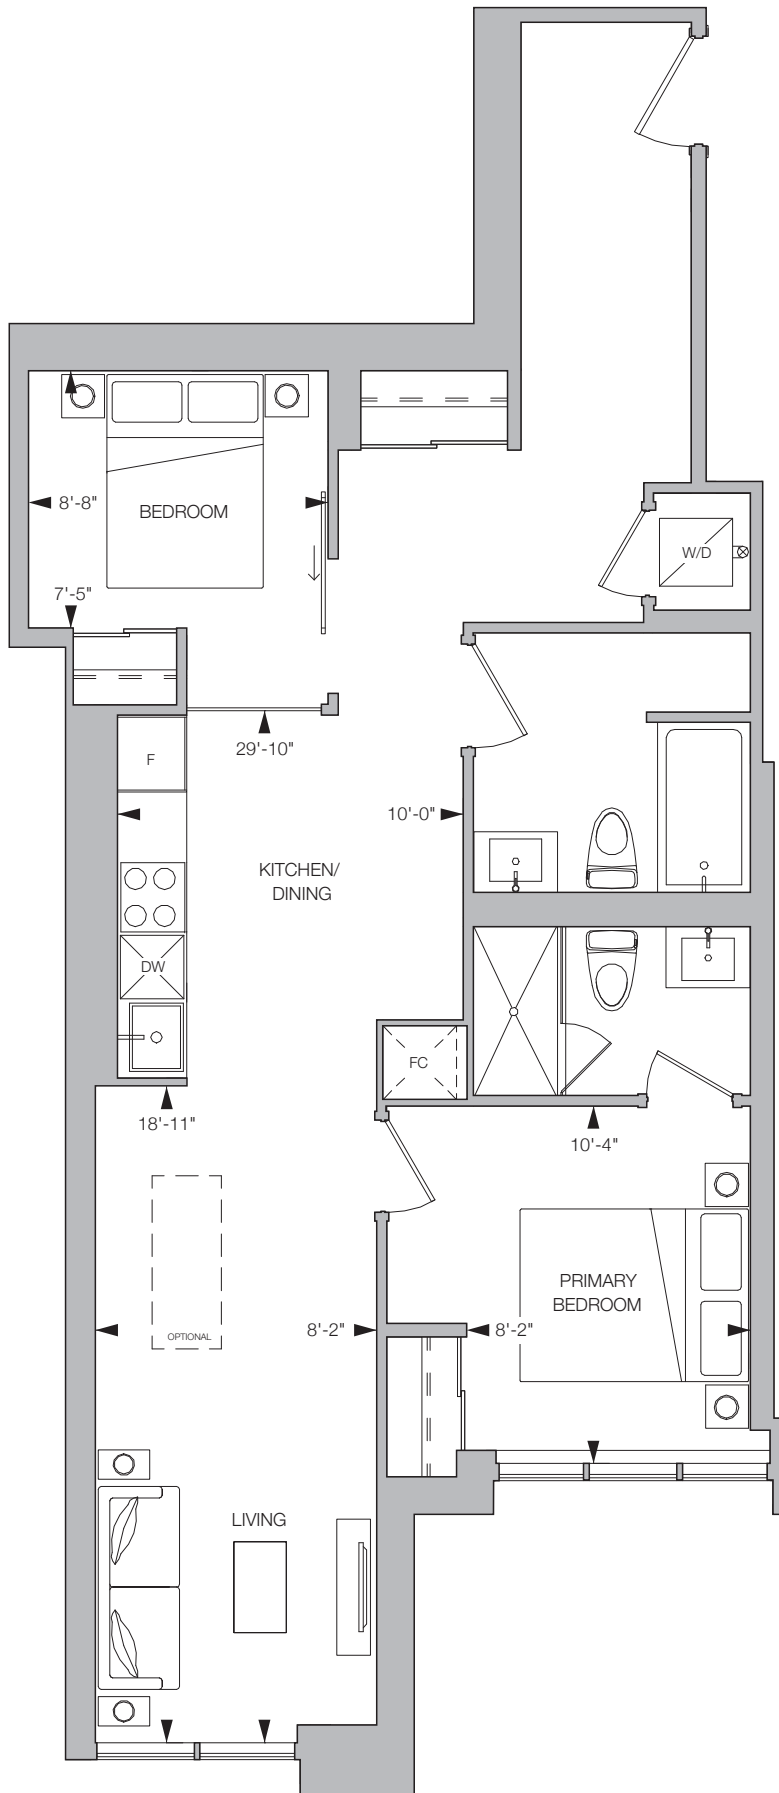 8'-8"
BEDROOM
W/D
7'-5"
29'-10"
F
10'-0"
KITCHEN/
DINING
DW
FC
18'-11"
10'-4"
PRIMARY
BEDROOM
OPTIONAL
8'-2"
8'-2"
LIVING